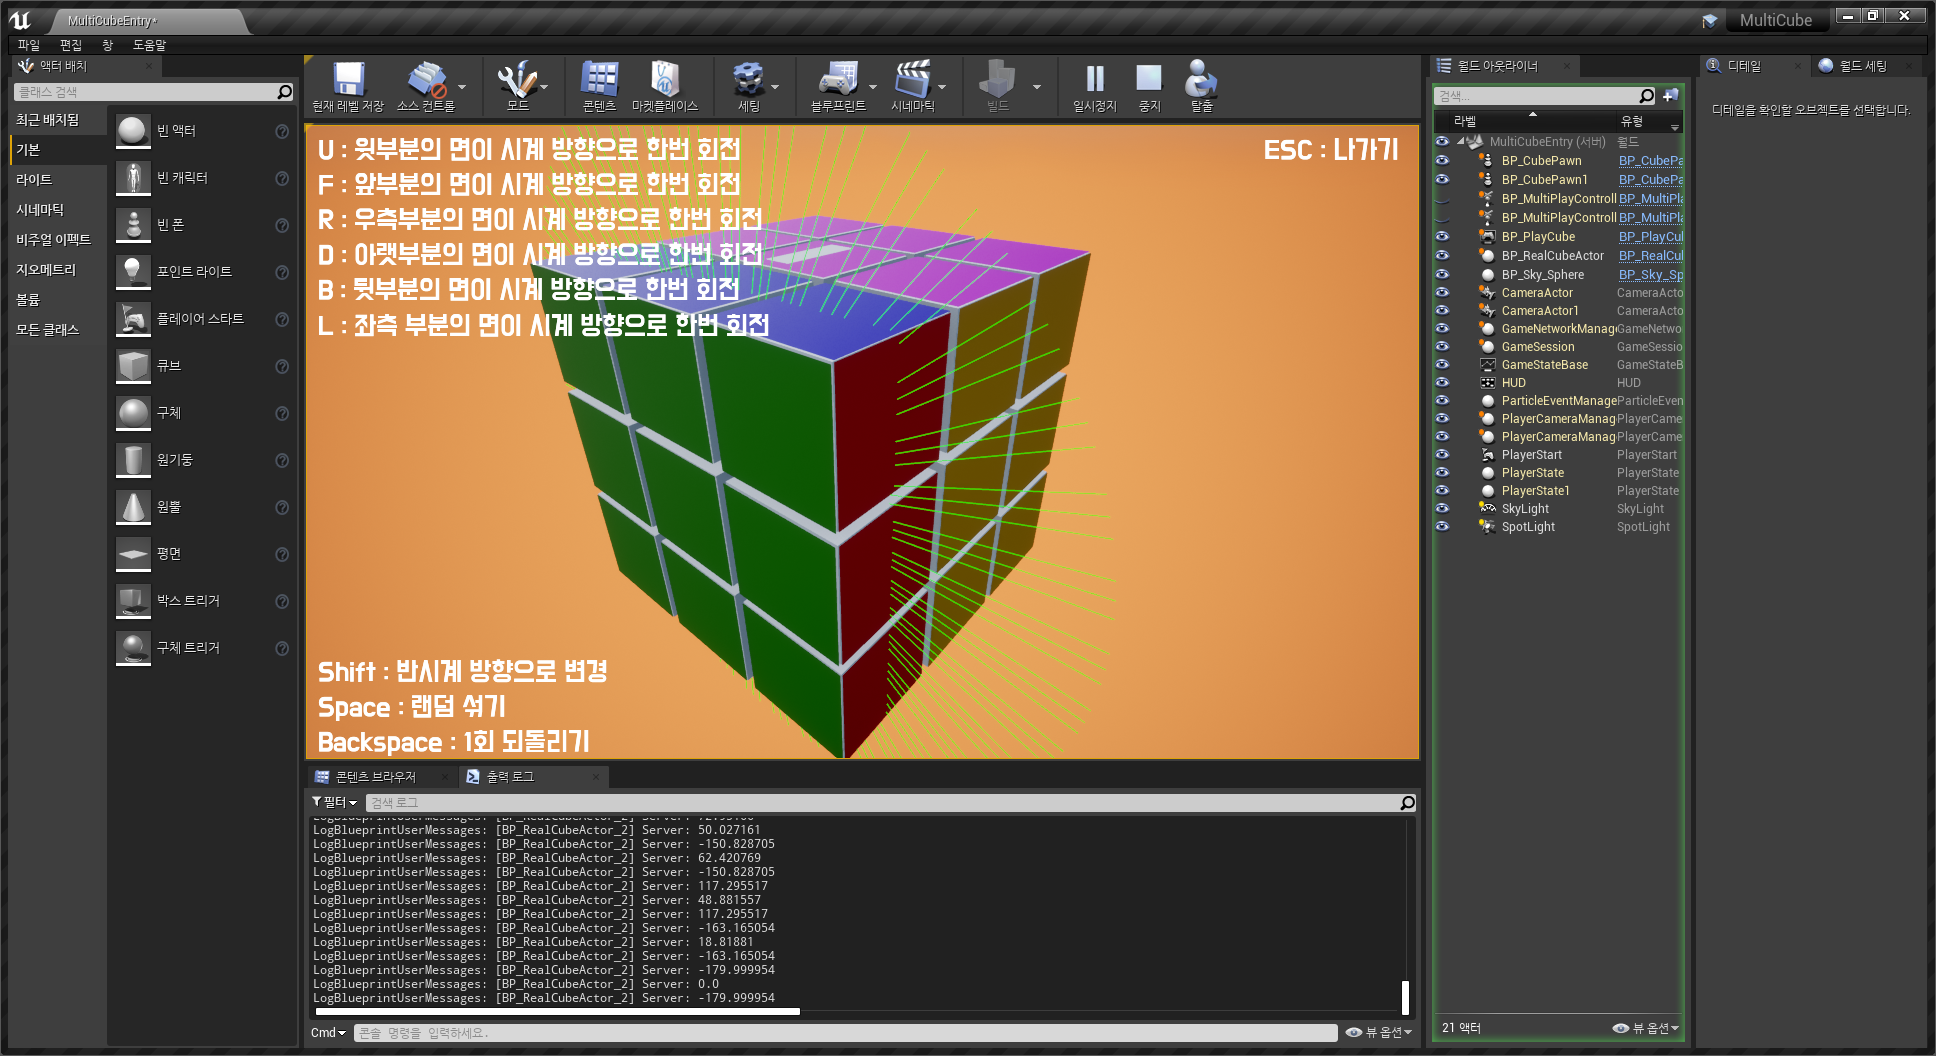 MultiCubeEntry*
MultiCube
파일 편집 창 도움말
액터 배치
클래스 검색
최근 배치됨
기본
라이트
시네마틱
비주얼 이펙트
지오메트리
볼륨
모든 클래스
빈 액터
빈 캐릭터
빈 폰
포인트 라이트
플레이어 스타트
큐브
구체
원기둥
원뿔
평면
박스 트리거
구체 트리거
현재 레벨 저장 소스 컨트롤 모드 콘텐츠 마켓플레이스 세팅 블루프린트 시네마틱 빌드 일시정지 중지 탈출
U : 윗부분의 면이 시계 방향으로 한번 회전
F : 앞부분의 면이 시계 방향으로 한번 회전
R : 우측부분의 면이 시계 방향으로 한번 회전
D : 아랫부분의 면이 시계 방향으로 한번 회전
B : 뒷부분의 면이 시계 방향으로 한번 회전
L : 좌측 부분의 면이 시계 방향으로 한번 회전
ESC : 나가기
Shift : 반시계 방향으로 변경
Space : 랜덤 섞기
Backspace : 1회 되돌리기
콘텐츠 브라우저
출력 로그
필터
검색 로그
LogBlueprintUserMessages: [BP_RealCubeActor_2] Server: 50.027161
LogBlueprintUserMessages: [BP_RealCubeActor_2] Server: -150.828705
LogBlueprintUserMessages: [BP_RealCubeActor_2] Server: 62.420769
LogBlueprintUserMessages: [BP_RealCubeActor_2] Server: -150.828705
LogBlueprintUserMessages: [BP_RealCubeActor_2] Server: 117.295517
LogBlueprintUserMessages: [BP_RealCubeActor_2] Server: 48.881557
LogBlueprintUserMessages: [BP_RealCubeActor_2] Server: 117.295517
LogBlueprintUserMessages: [BP_RealCubeActor_2] Server: -163.165054
LogBlueprintUserMessages: [BP_RealCubeActor_2] Server: 18.81881
LogBlueprintUserMessages: [BP_RealCubeActor_2] Server: -163.165054
LogBlueprintUserMessages: [BP_RealCubeActor_2] Server: -179.999954
LogBlueprintUserMessages: [BP_RealCubeActor_2] Server: 0.0
LogBlueprintUserMessages: [BP_RealCubeActor_2] Server: -179.999954
Cmd
콘솔 명령을 입력하세요.
뷰 옵션
월드 아웃라이너
검색...
라벨 유형
MultiCubeEntry (서버) 월드
BP_CubePawn BP_CubePa
BP_CubePawn1 BP_CubePa
BP_MultiPlayControll BP_MultiPla
BP_MultiPlayControll BP_MultiPla
BP_PlayCube BP_PlayCul
BP_RealCubeActor BP_RealCul
BP_Sky_Sphere BP_Sky_Sp
CameraActor CameraActo
CameraActor1 CameraActo
GameNetworkManage GameNetwo
GameSession GameSessio
GameStateBase GameStateB
HUD HUD
ParticleEventManage ParticleEven
PlayerCameraManag PlayerCame
PlayerCameraManag PlayerCame
PlayerStart PlayerStart
PlayerState PlayerState
PlayerState1 PlayerState
SkyLight SkyLight
SpotLight SpotLight
21 액터
뷰 옵션
디테일
월드 세팅
디테일을 확인할 오브젝트를 선택합니다.